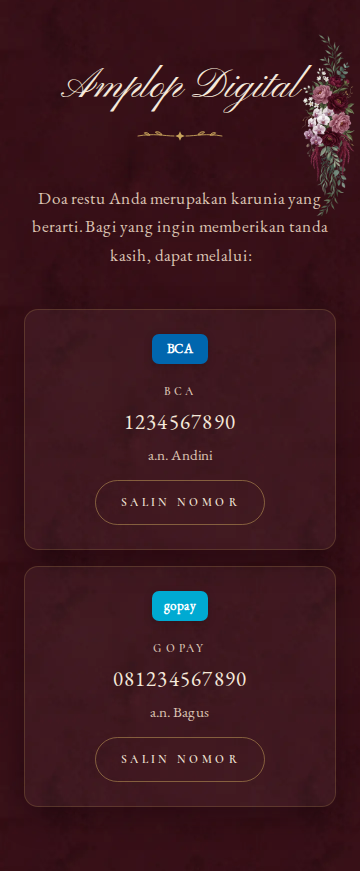 Amplop Digital
Doa restu Anda merupakan karunia yang
berarti. Bagi yang ingin memberikan tanda
kasih, dapat melalui:
BCA
BCA
1234567890
a.n. Andini
SALIN NOMOR
gopay
GOPAY
081234567890
a.n. Bagus
SALIN NOMOR